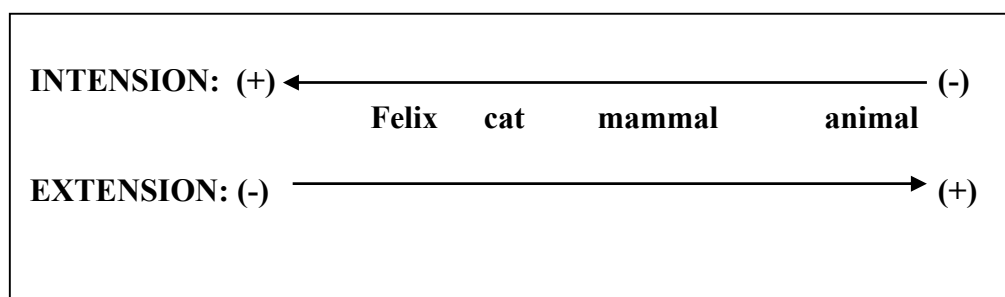 INTENSION: (+) (-)
Felix cat mammal animal
EXTENSION: (-) (+)